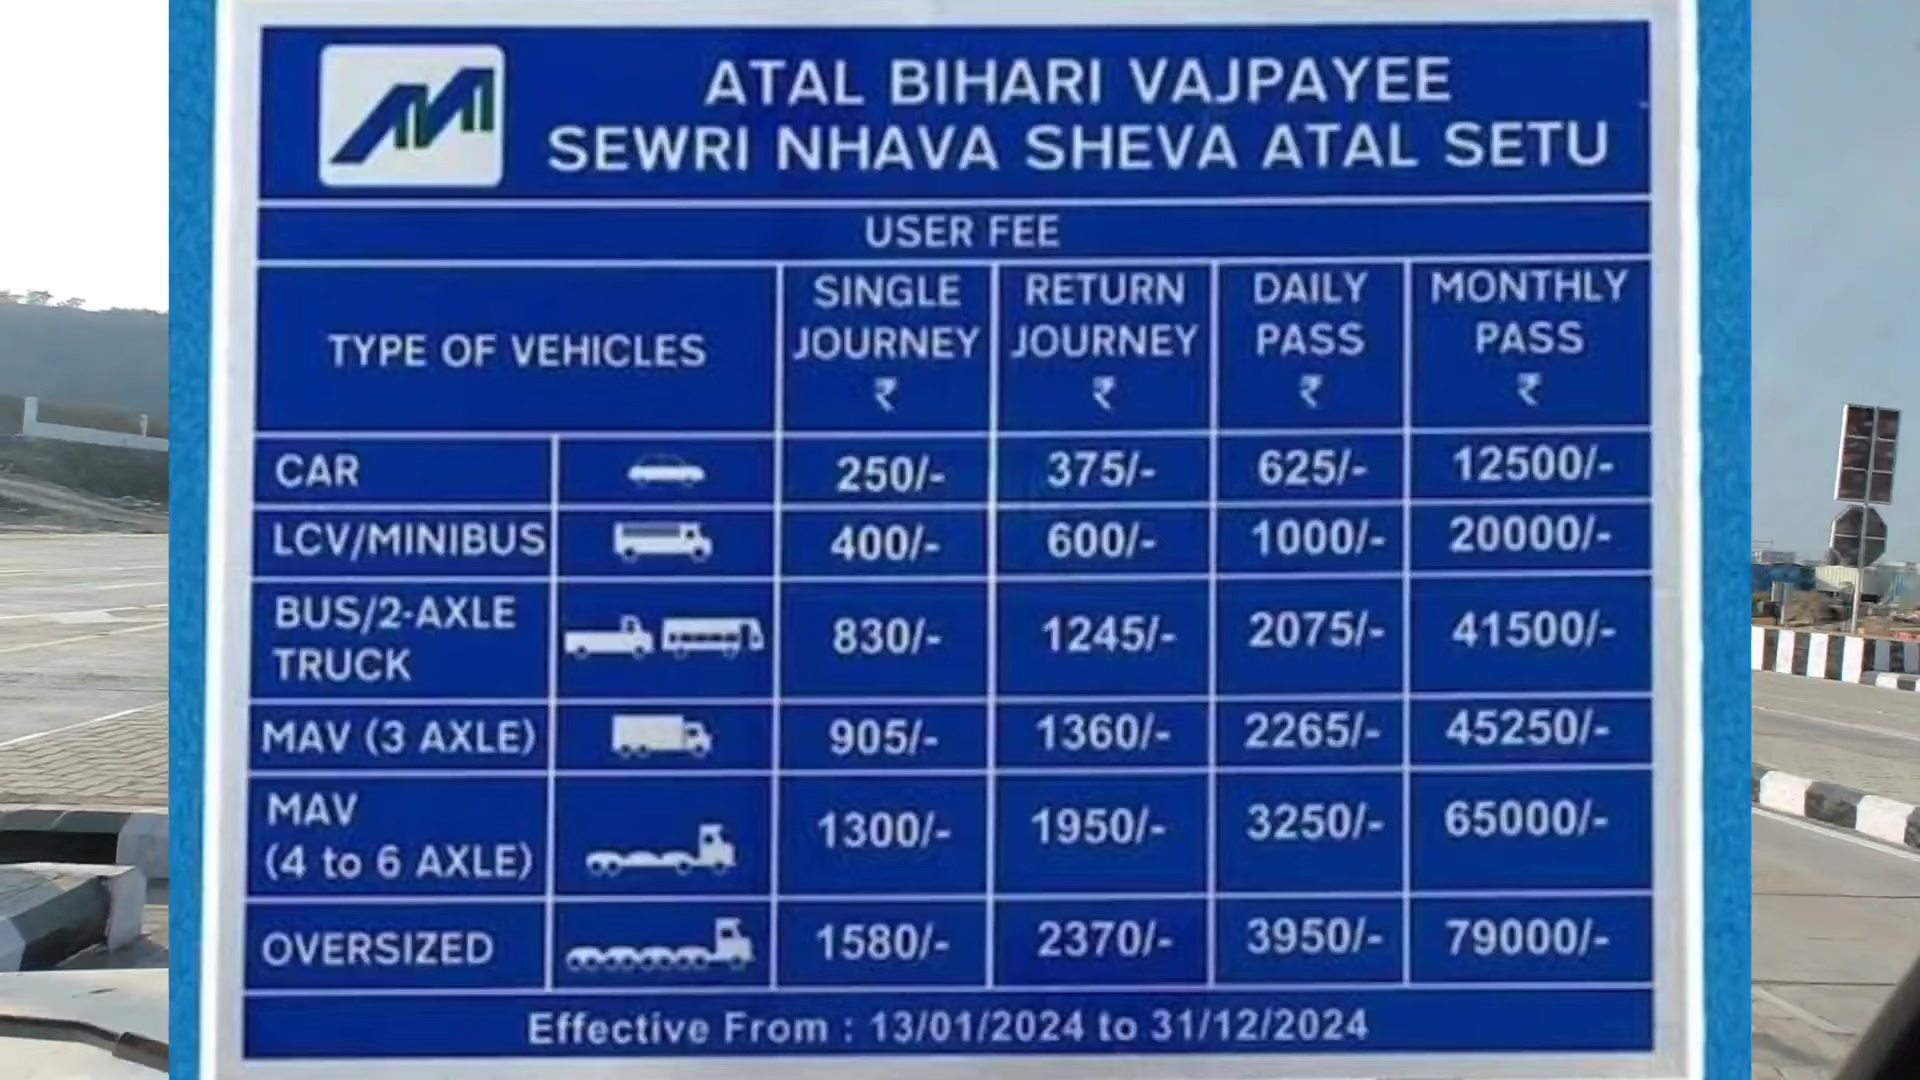 ATAL BIHARI VAJPAYEE
SEWRI NHAVA SHEVA ATAL SETU
USER FEE
TYPE OF VEHICLES
SINGLE JOURNEY ₹
RETURN JOURNEY ₹
DAILY PASS ₹
MONTHLY PASS ₹
CAR 250/- 375/- 625/- 12500/-
LCV/MINIBUS 400/- 600/- 1000/- 20000/-
BUS/2-AXLE TRUCK 830/- 1245/- 2075/- 41500/-
MAV (3 AXLE) 905/- 1360/- 2265/- 45250/-
MAV (4 to 6 AXLE) 1300/- 1950/- 3250/- 65000/-
OVERSIZED 1580/- 2370/- 3950/- 79000/-
Effective From : 13/01/2024 to 31/12/2024